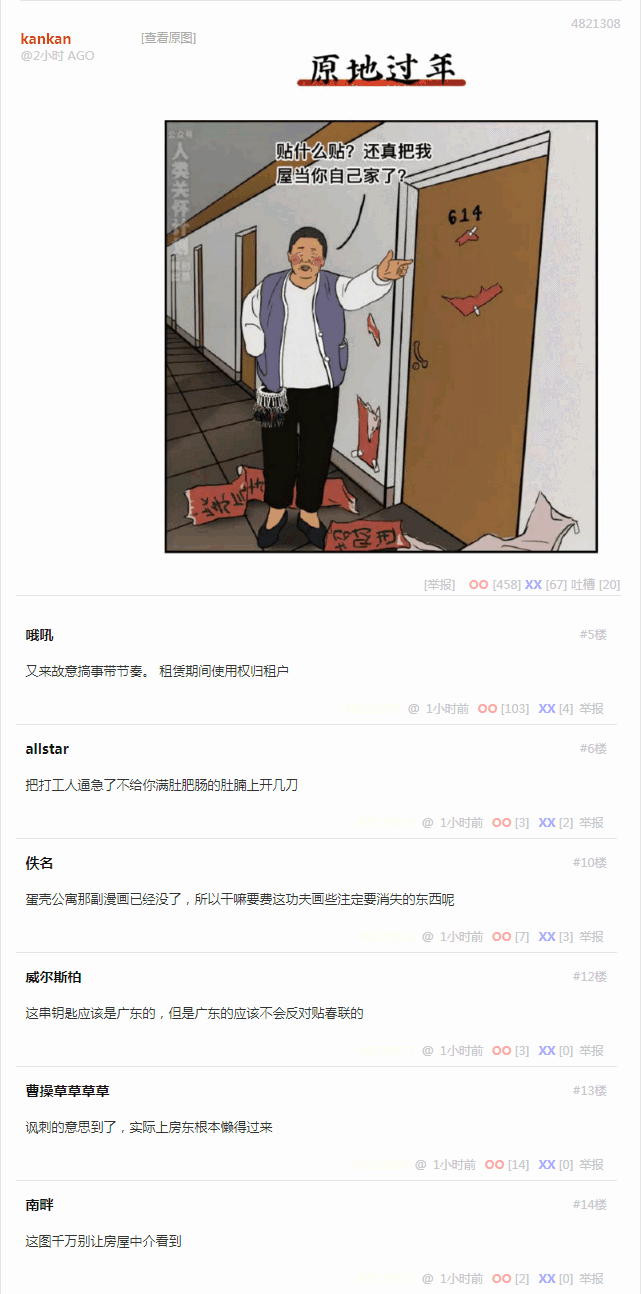 4821308
kankan
[查看原图]
@2小时 AGO
原地过年
公众号
人类关怀计划
贴什么贴？还真把我
屋当你自己家了？
614
[举报] OO [458] XX [67] 吐槽 [20]
哦吼
#5楼
又来故意搞事带节奏。 租赁期间使用权归租户
@ 1小时前 OO [103] XX [4] 举报
allstar
#6楼
把打工人逼急了不给你满肚肥肠的肚腩上开几刀
@ 1小时前 OO [3] XX [2] 举报
佚名
#10楼
蛋壳公寓那副漫画已经没了，所以干嘛要费这功夫画些注定要消失的东西呢
@ 1小时前 OO [7] XX [3] 举报
威尔斯柏
#12楼
这串钥匙应该是广东的，但是广东的应该不会反对贴春联的
@ 1小时前 OO [3] XX [0] 举报
曹操草草草草
#13楼
讽刺的意思到了，实际上房东根本懒得过来
@ 1小时前 OO [14] XX [0] 举报
南畔
#14楼
这图千万别让房屋中介看到
@ 1小时前 OO [2] XX [0] 举报